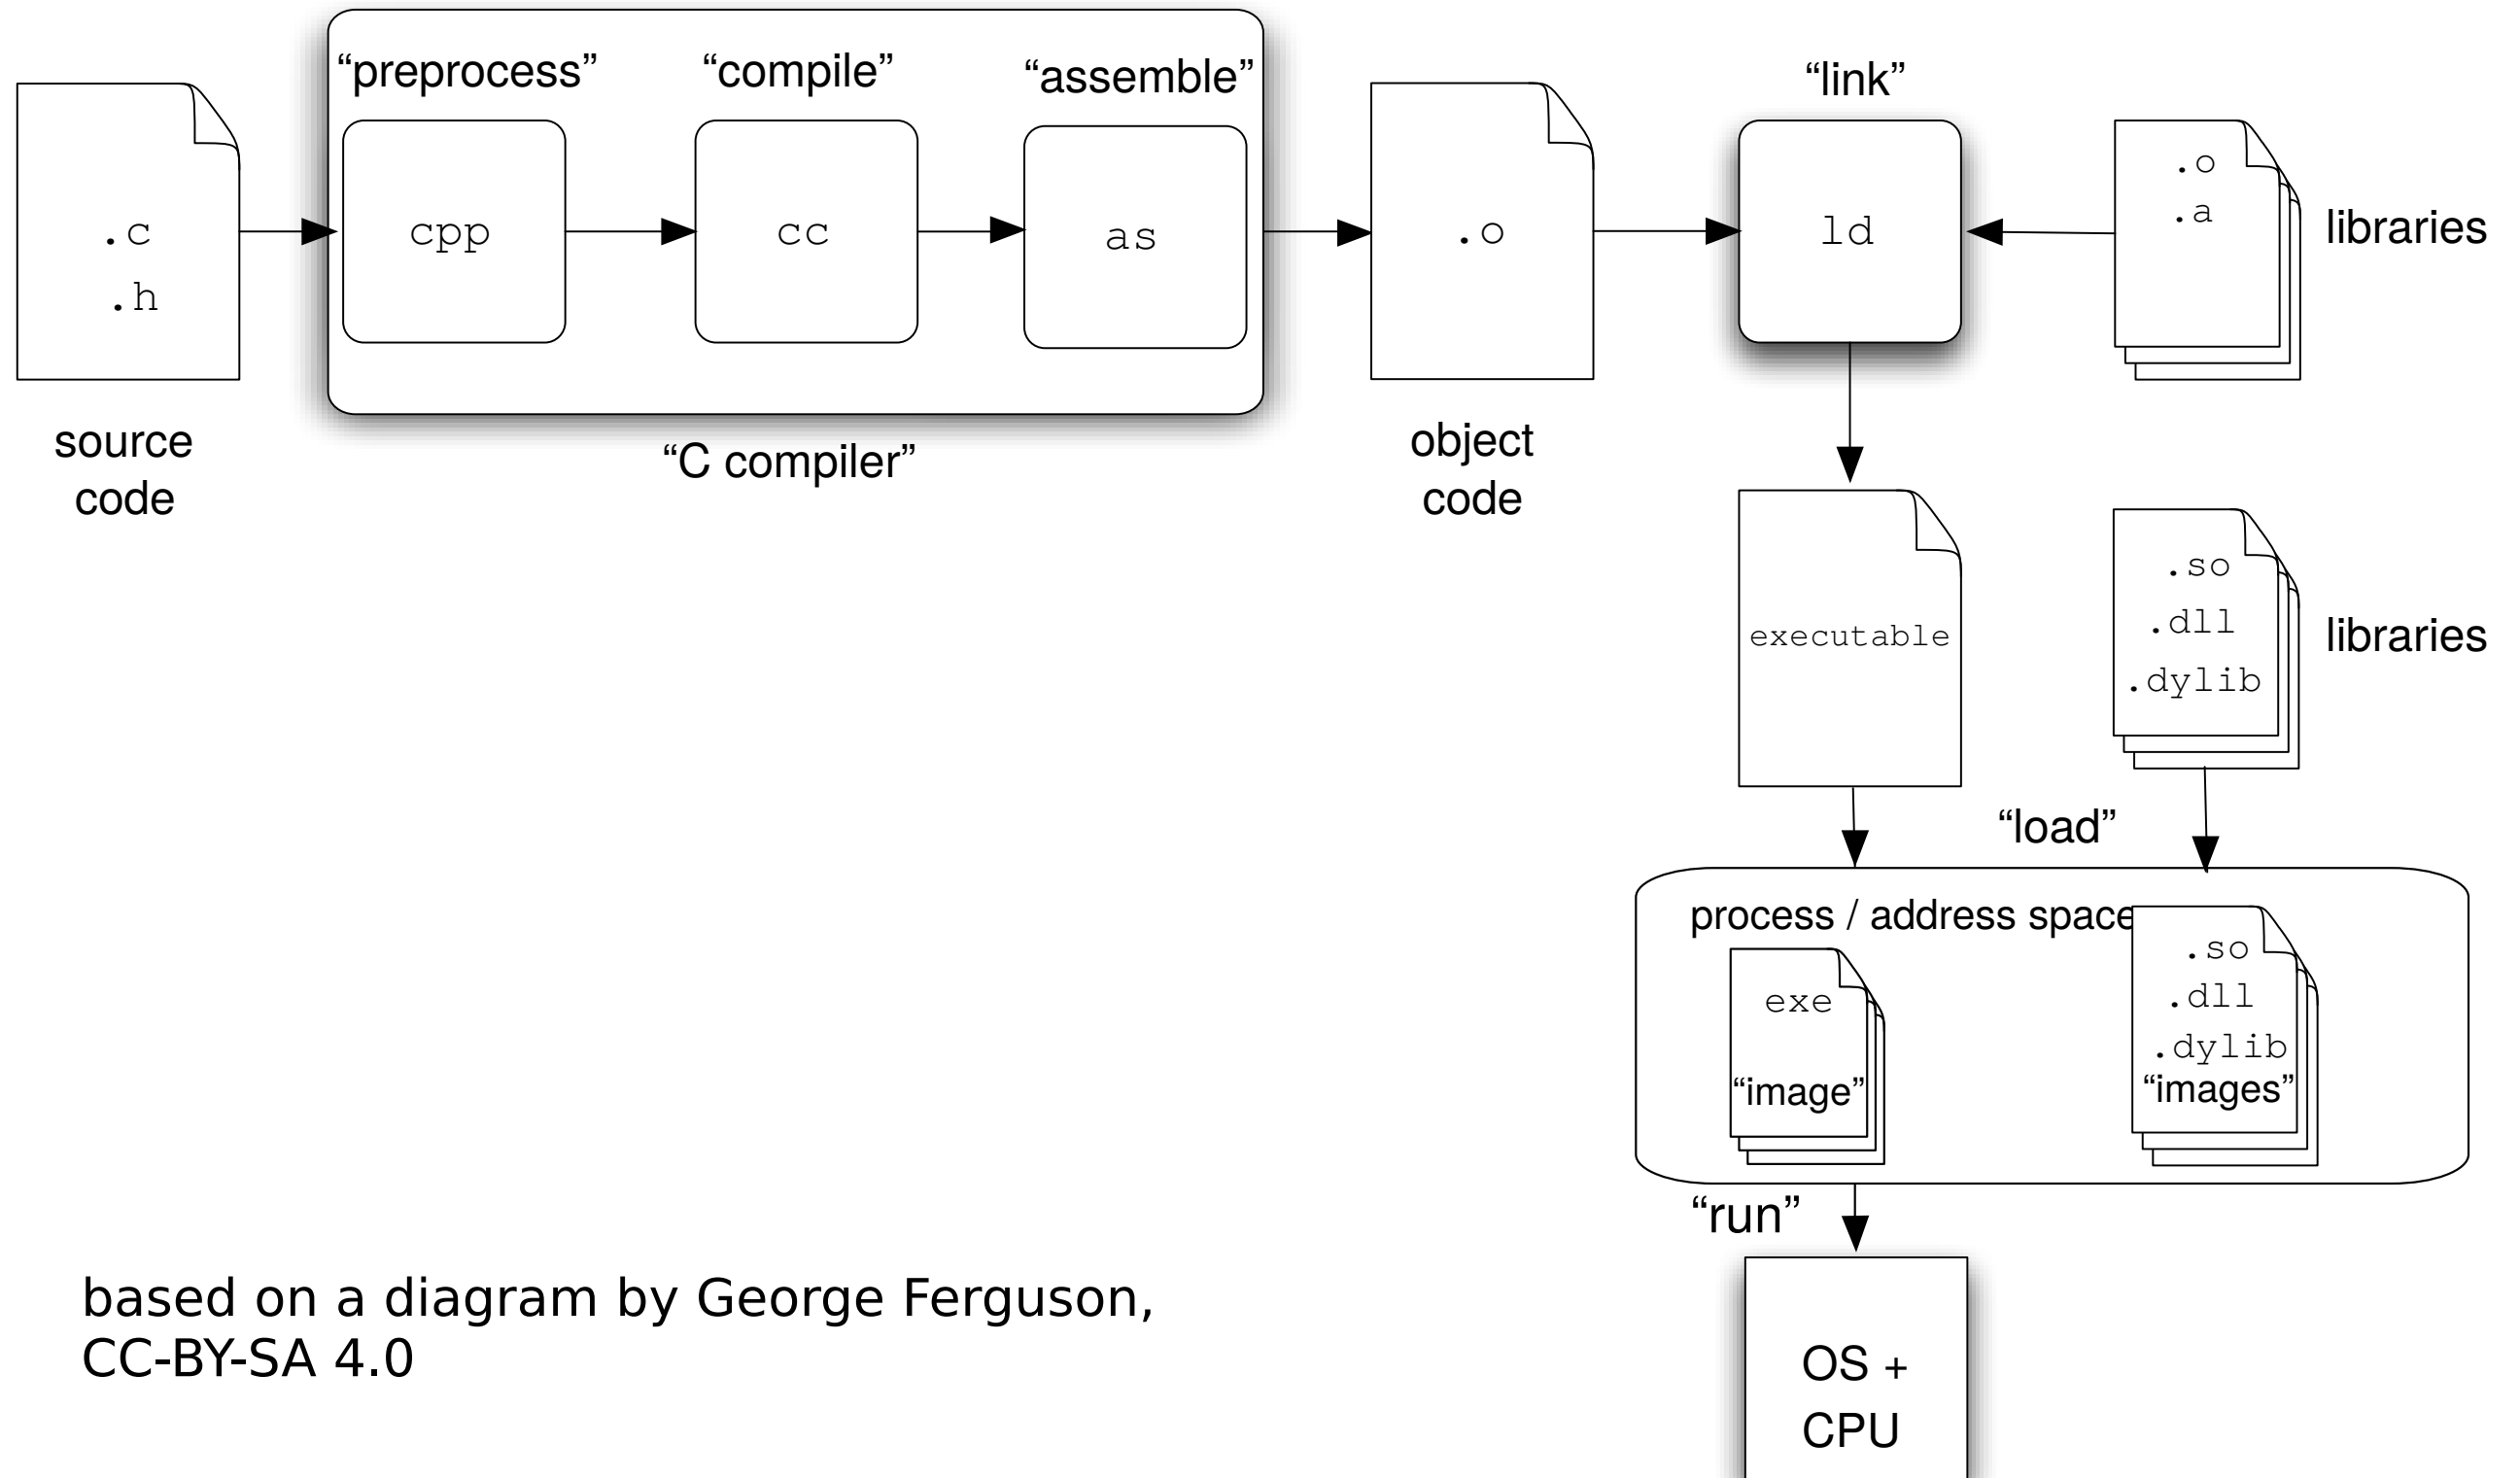 “preprocess”
“compile”
“assemble”
“link”
.c
.h
cpp
cc
as
.o
ld
.o
.a
libraries
source
code
“C compiler”
object
code
executable
.so
.dll
.dylib
libraries
“load”
process / address space
exe
“image”
.so
.dll
.dylib
“images”
“run”
OS +
CPU
based on a diagram by George Ferguson,
CC-BY-SA 4.0